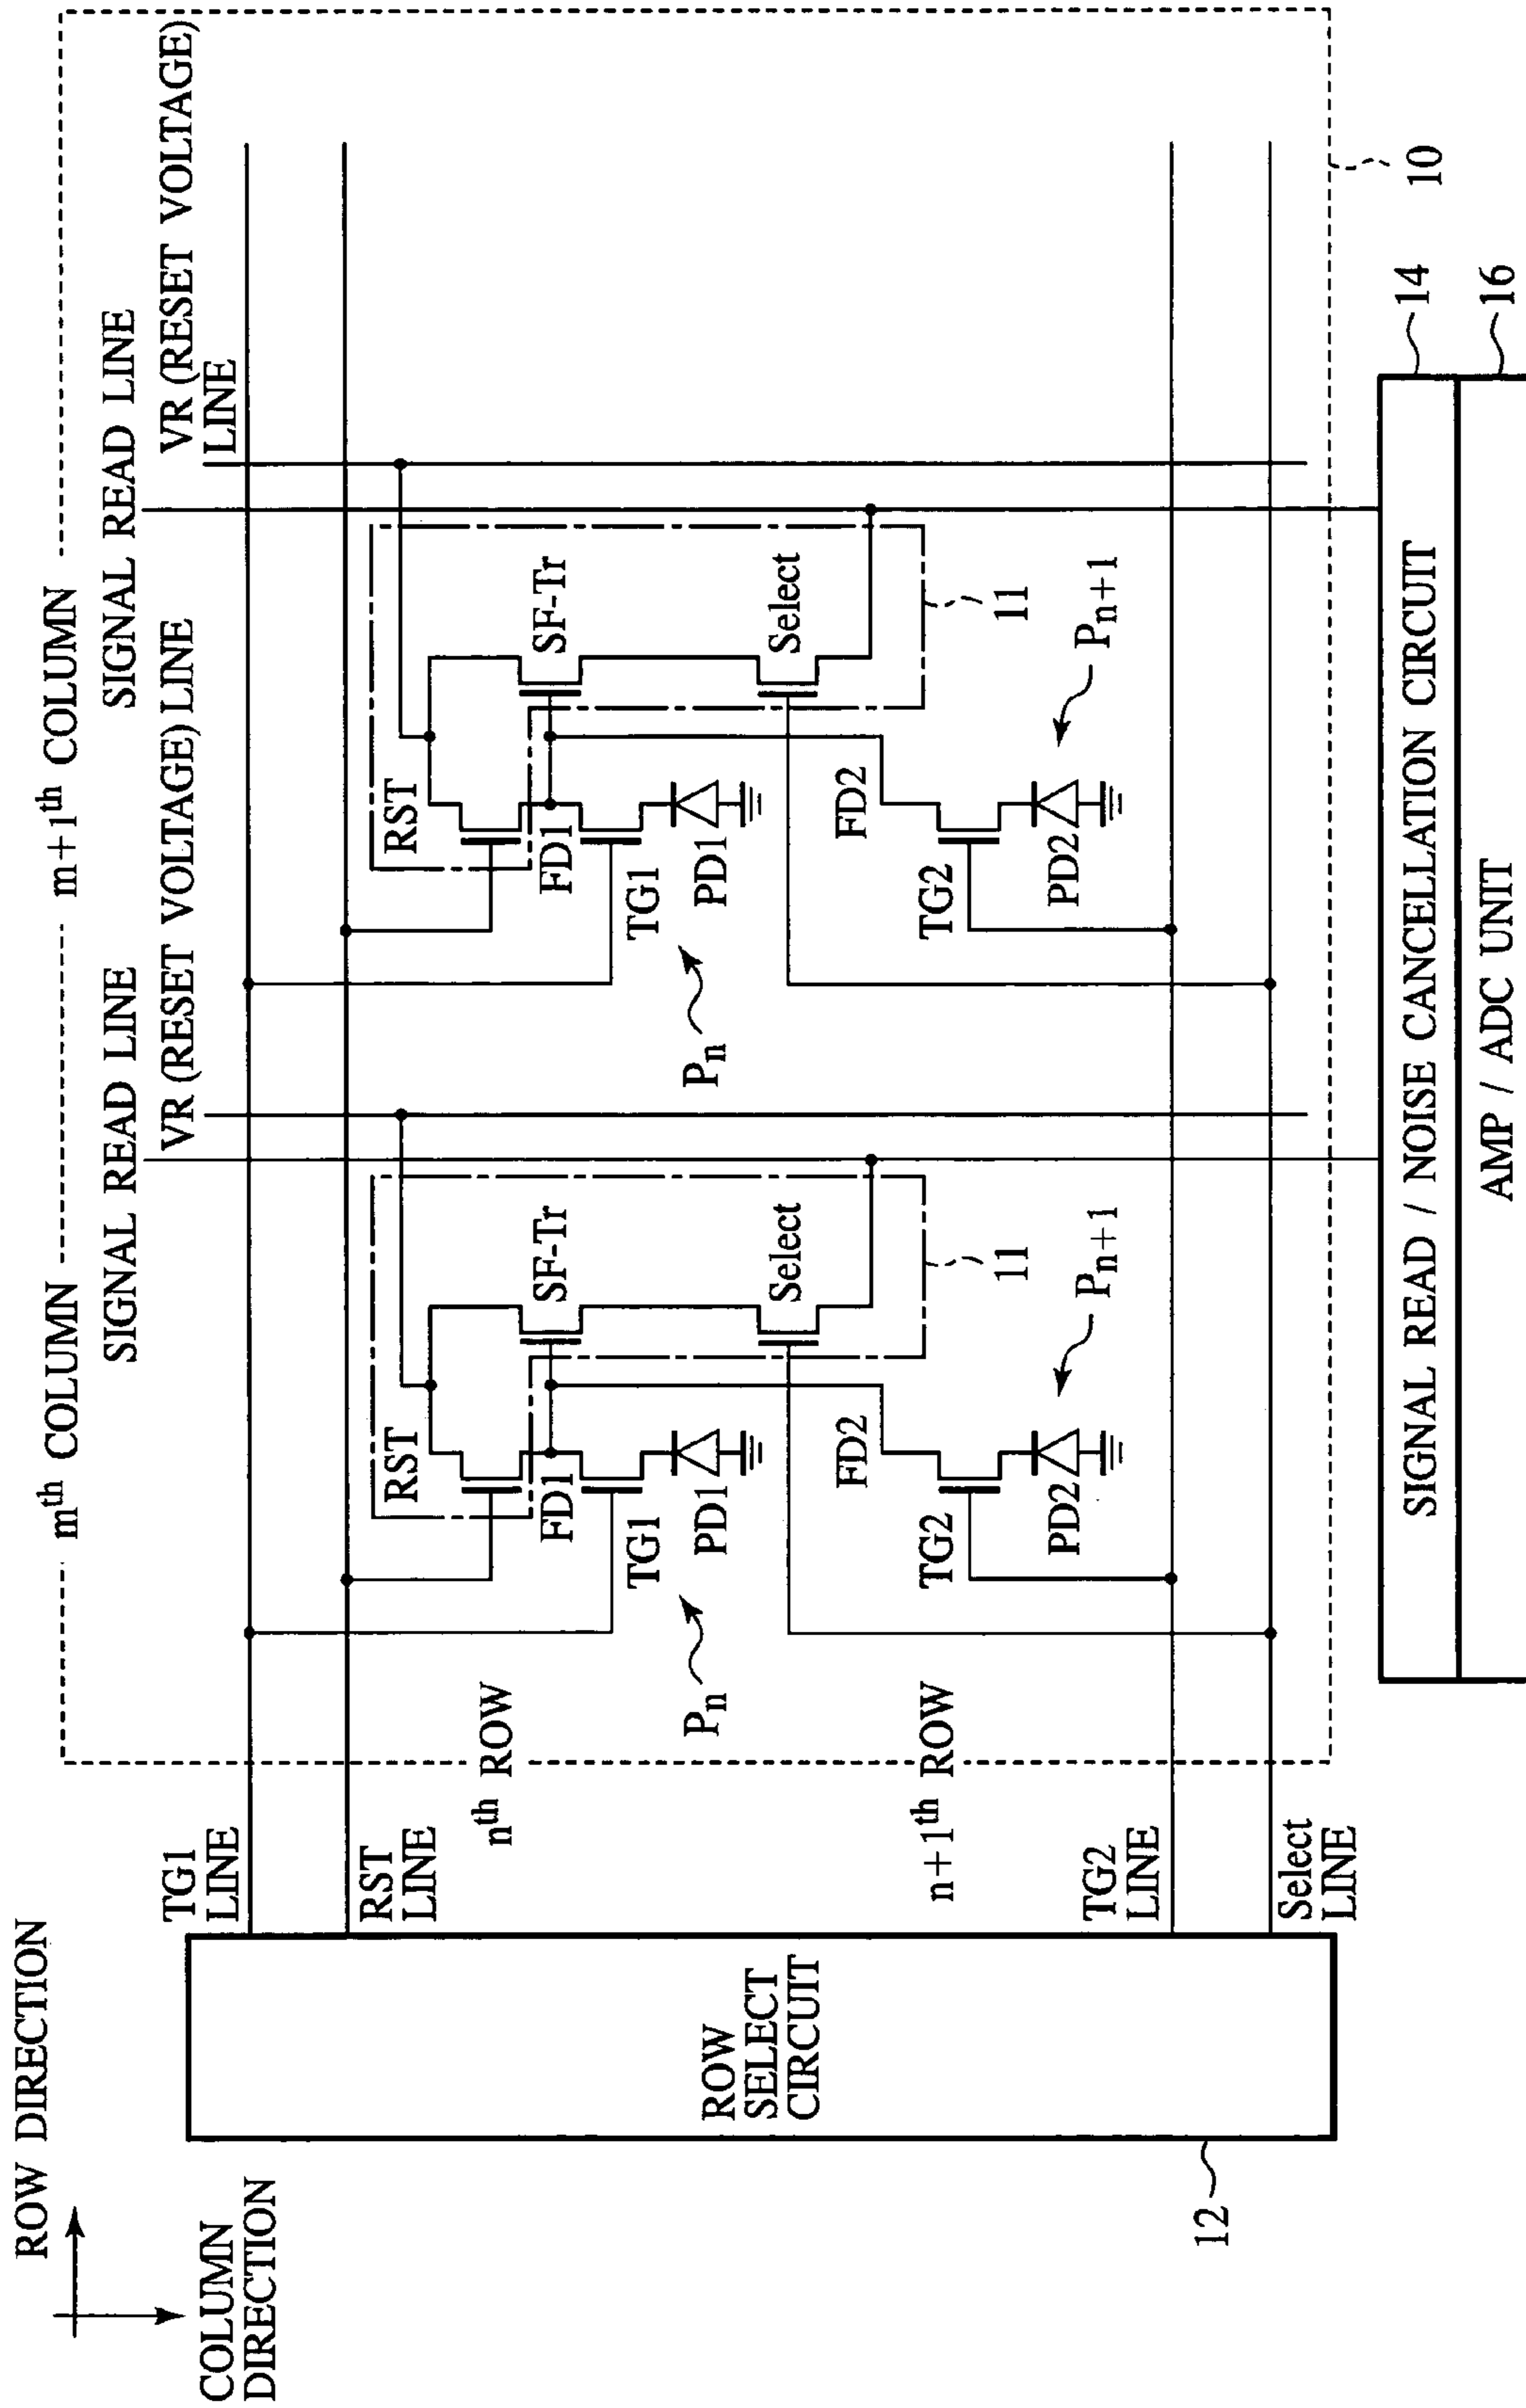 ROW DIRECTION
COLUMN
DIRECTION
mth COLUMN
m+1th COLUMN
SIGNAL READ LINE
VR (RESET VOLTAGE) LINE
SIGNAL READ LINE
VR (RESET VOLTAGE)
LINE
TG1
LINE
RST
LINE
nth ROW
n+1th ROW
TG2
LINE
Select
LINE
ROW
SELECT
CIRCUIT
12
RST
SF-Tr
FD1
TG1
PD1
Pn
Select
FD2
TG2
PD2
Pn+1
11
RST
SF-Tr
FD1
TG1
PD1
Pn
Select
FD2
TG2
PD2
Pn+1
11
10
SIGNAL READ / NOISE CANCELLATION CIRCUIT
14
AMP / ADC UNIT
16